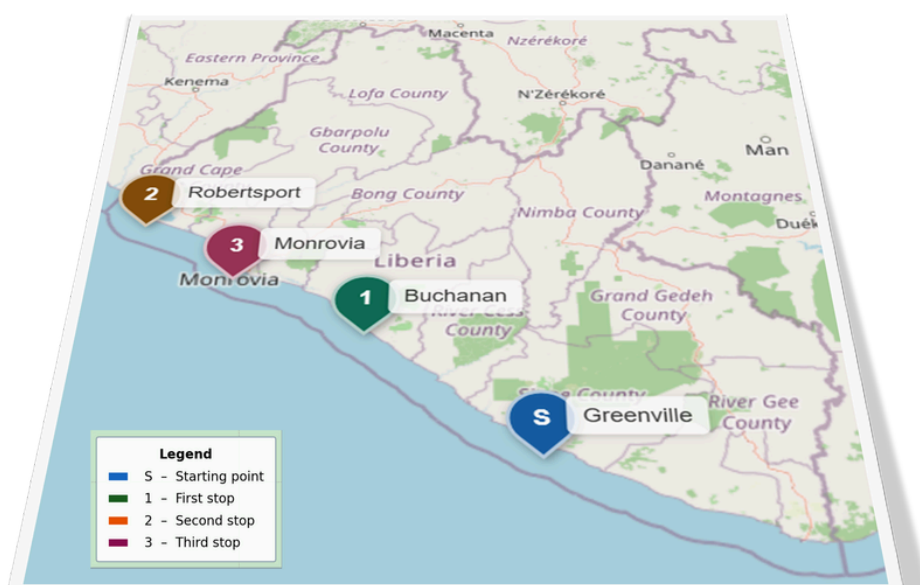 Macenta
Nzérékoré
Eastern Province
Kenema
Lofa County
N'Zérékoré
Gbarpolu
County
Man
Danané
Grand Cape
2
Robertsport
Bong County
Montagnes
Nimba County
3
Monrovia
Monrovia
Liberia
1
Buchanan
County
Grand Gedeh
County
S
Greenville
County
River Gee
County
Legend
S – Starting point
1 – First stop
2 – Second stop
3 – Third stop